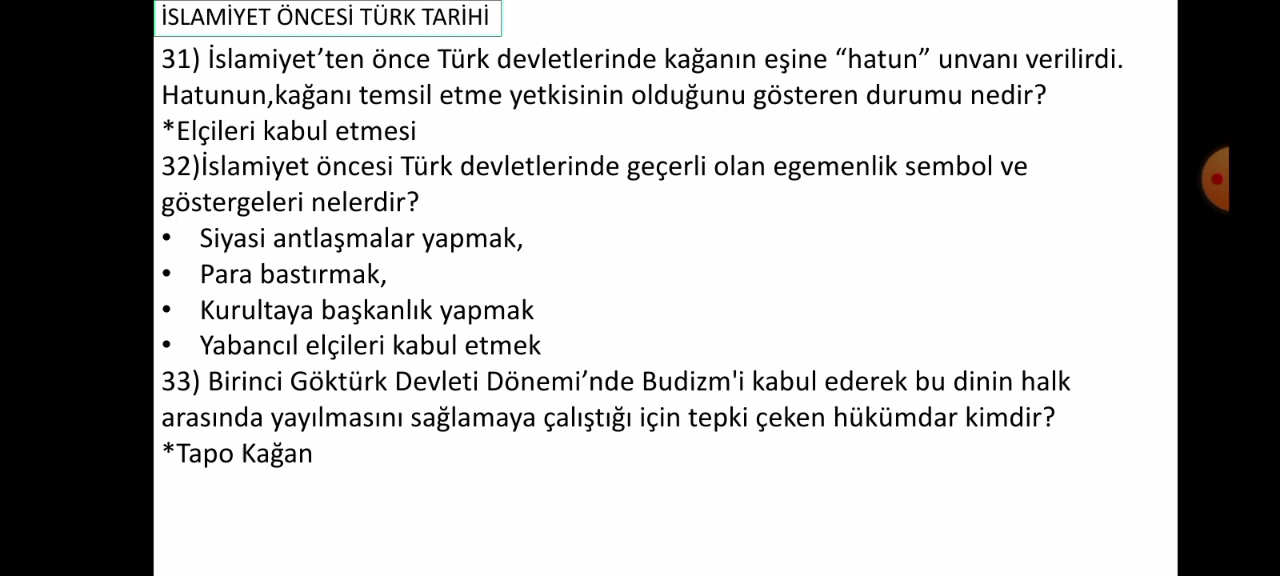 İSLAMİYET ÖNCESİ TÜRK TARİHİ
31) İslamiyet’ten önce Türk devletlerinde kağanın eşine “hatun” unvanı verilirdi.
Hatunun,kağanı temsil etme yetkisinin olduğunu gösteren durumu nedir?
*Elçileri kabul etmesi
32)İslamiyet öncesi Türk devletlerinde geçerli olan egemenlik sembol ve
göstergeleri nelerdir?
• Siyasi antlaşmalar yapmak,
• Para bastırmak,
• Kurultaya başkanlık yapmak
• Yabancıl elçileri kabul etmek
33) Birinci Göktürk Devleti Dönemi’nde Budizm'i kabul ederek bu dinin halk
arasında yayılmasını sağlamaya çalıştığı için tepki çeken hükümdar kimdir?
*Tapo Kağan